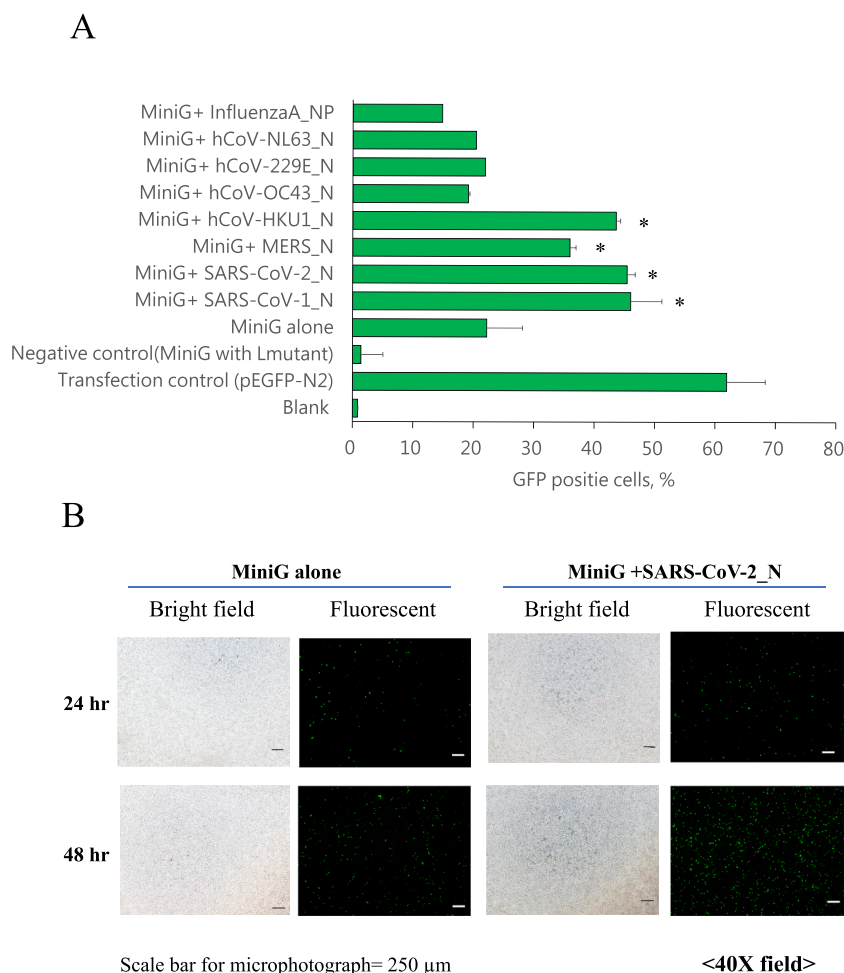 A
MiniG+ InfluenzaA_NP
MiniG+ hCoV-NL63_N
MiniG+ hCoV-229E_N
MiniG+ hCoV-OC43_N
MiniG+ hCoV-HKU1_N
*
MiniG+ MERS_N
*
MiniG+ SARS-CoV-2_N
*
MiniG+ SARS-CoV-1_N
*
MiniG alone
Negative control(MiniG with Lmutant)
Transfection control (pEGFP-N2)
Blank
0 10 20 30 40 50 60 70 80
GFP positie cells, %
B
MiniG alone MiniG +SARS-CoV-2_N
Bright field Fluorescent Bright field Fluorescent
24 hr
48 hr
Scale bar for microphotograph= 250 µm <40X field>